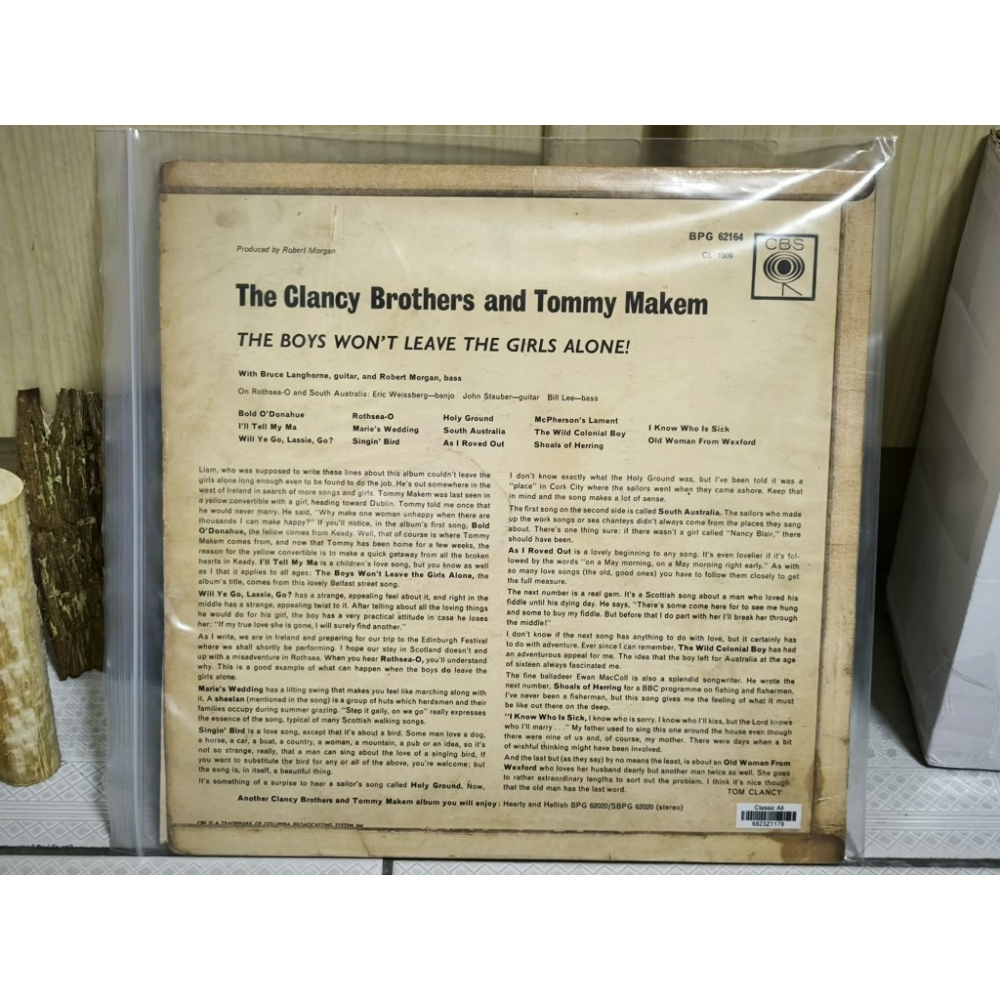 Produced by Robert Morgan
BPG 62164
CL 1909
CBS
The Clancy Brothers and Tommy Makem
THE BOYS WON'T LEAVE THE GIRLS ALONE!
With Bruce Langhorne, guitar, and Robert Morgan, bass
On Rothsea-O and South Australia: Eric Weissberg—banjo John Stauber—guitar Bill Lee—bass
Bold O'Donahue
I'll Tell My Ma
Will Ye Go, Lassie, Go?
Rothsea-O
Marie's Wedding
Singin' Bird
Holy Ground
South Australia
As I Roved Out
McPherson's Lament
The Wild Colonial Boy
Shoals of Herring
I Know Who Is Sick
Old Woman From Wexford
Liam, who was supposed to write these lines about this album couldn't leave the
girls alone long enough even to be found to do the job. He's out somewhere in the
west of Ireland in search of more songs and girls. Tommy Makem was last seen in
a yellow convertible with a girl, heading toward Dublin. Tommy told me once that
he would never marry. He said, "Why make one woman unhappy when there are
thousands I can make happy?" If you'll notice, in the album's first song, Bold
O'Donahue, the fellow comes from Keady. Well, that of course is where Tommy
Makem comes from, and now that Tommy has been home for a few weeks, the
reason for the yellow convertible is to make a quick getaway from all the broken
hearts in Keady. I'll Tell My Ma is a children's love song, but you know as well
as I that it applies to all ages; The Boys Won't Leave the Girls Alone, the
album's title, comes from this lovely Belfast street song.
Will Ye Go, Lassie, Go? has a strange, appealing feel about it, and right in the
middle has a strange, appealing twist to it. After telling about all the loving things
he would do for his girl, the boy has a very practical attitude in case he loses
her: "If my true love she is gone, I will surely find another."
As I write, we are in Ireland and preparing for our trip to the Edinburgh Festival
where we shall shortly be performing. I hope our stay in Scotland doesn't end
up with a misadventure in Rothsea. When you hear Rothsea-O, you'll understand
why. This is a good example of what can happen when the boys do leave the
girls alone.
Marie's Wedding has a lilting swing that makes you feel like marching along with
it. A sheelan (mentioned in the song) is a group of huts which herdsmen and their
families occupy during summer grazing. "Step it gaily, on we go" really expresses
the essence of the song, typical of many Scottish walking songs.
Singin' Bird is a love song, except that it's about a bird. Some men love a dog,
a horse, a car, a boat, a country, a woman, a mountain, a pub or an idea, so it's
not so strange, really, that a man can sing about the love of a singing bird. If
you want to substitute the bird for any or all of the above, you're welcome; but
the song is, in itself, a beautiful thing.
It's something of a surprise to hear a sailor's song called Holy Ground. Now,
I don't know exactly what the Holy Ground was, but I've been told it was a
"place" in Cork City where the sailors went when they came ashore. Keep that
in mind and the song makes a lot of sense.
The first song on the second side is called South Australia. The sailors who made
up the work songs or sea chanteys didn't always come from the places they sang
about. There's one thing sure: if there wasn't a girl called "Nancy Blair," there
should have been.
As I Roved Out is a lovely beginning to any song. It's even lovelier if it's fol-
lowed by the words "on a May morning, on a May morning right early." As with
so many love songs (the old, good ones) you have to follow them closely to get
the full measure.
The next number is a real gem. It's a Scottish song about a man who loved his
fiddle until his dying day. He says, "There's some come here for to see me hung
and some to buy my fiddle. But before that I do part with her I'll break her through
the middle!"
I don't know if the next song has anything to do with love, but it certainly has
to do with adventure. Ever since I can remember, The Wild Colonial Boy has had
an adventurous appeal for me. The idea that the boy left for Australia at the age
of sixteen always fascinated me.
The fine balladeer Ewan MacColl is also a splendid songwriter. He wrote the
next number, Shoals of Herring for a BBC programme on fishing and fishermen.
I've never been a fisherman, but this song gives me the feeling of what it must
be like out there on the deep.
"I Know Who Is Sick, I know who is sorry, I know who I'll kiss, but the Lord knows
who I'll marry . . ." My father used to sing this one around the house even though
there were nine of us and, of course, my mother. There were days when a bit
of wishful thinking might have been involved.
And the last but (as they say) by no means the least, is about an Old Woman From
Wexford who loves her husband dearly but another man twice as well. She goes
to rather extraordinary lengths to sort out the problem. I think it's nice though
that the old man has the last word.
TOM CLANCY
Another Clancy Brothers and Tommy Makem album you will enjoy: Hearty and Hellish BPG 62020/SBPG 62020 (stereo)
CBS IS A TRADEMARK OF COLUMBIA BROADCASTING SYSTEM INC
Classic All
682321179